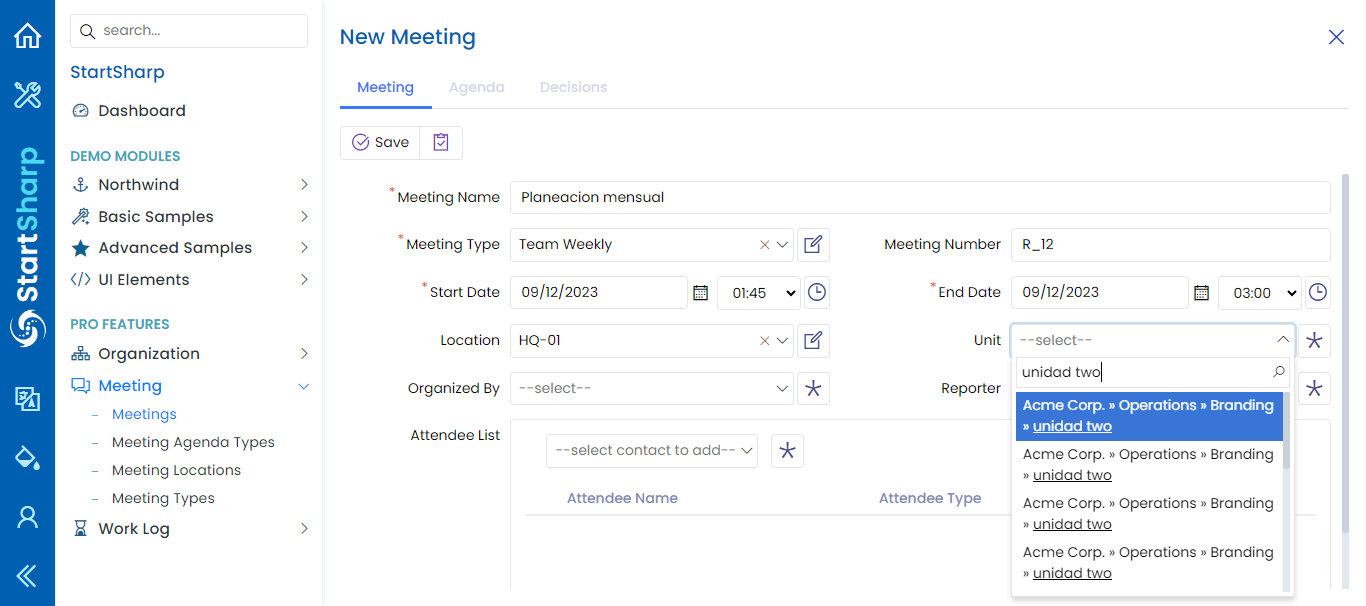 search...
StartSharp
Dashboard
DEMO MODULES
Northwind
Basic Samples
Advanced Samples
UI Elements
PRO FEATURES
Organization
Meeting
Meetings
Meeting Agenda Types
Meeting Locations
Meeting Types
Work Log
StartSharp
New Meeting
Meeting Agenda Decisions
Save
*Meeting Name Planeacion mensual
*Meeting Type Team Weekly Meeting Number R_12
*Start Date 09/12/2023 01:45 *End Date 09/12/2023 03:00
Location HQ-01 Unit --select--
unidad two
Organized By --select-- Reporter
Acme Corp. » Operations » Branding
» unidad two
Acme Corp. » Operations » Branding
» unidad two
Acme Corp. » Operations » Branding
» unidad two
Acme Corp. » Operations » Branding
» unidad two
Attendee List --select contact to add--
Attendee Name Attendee Type